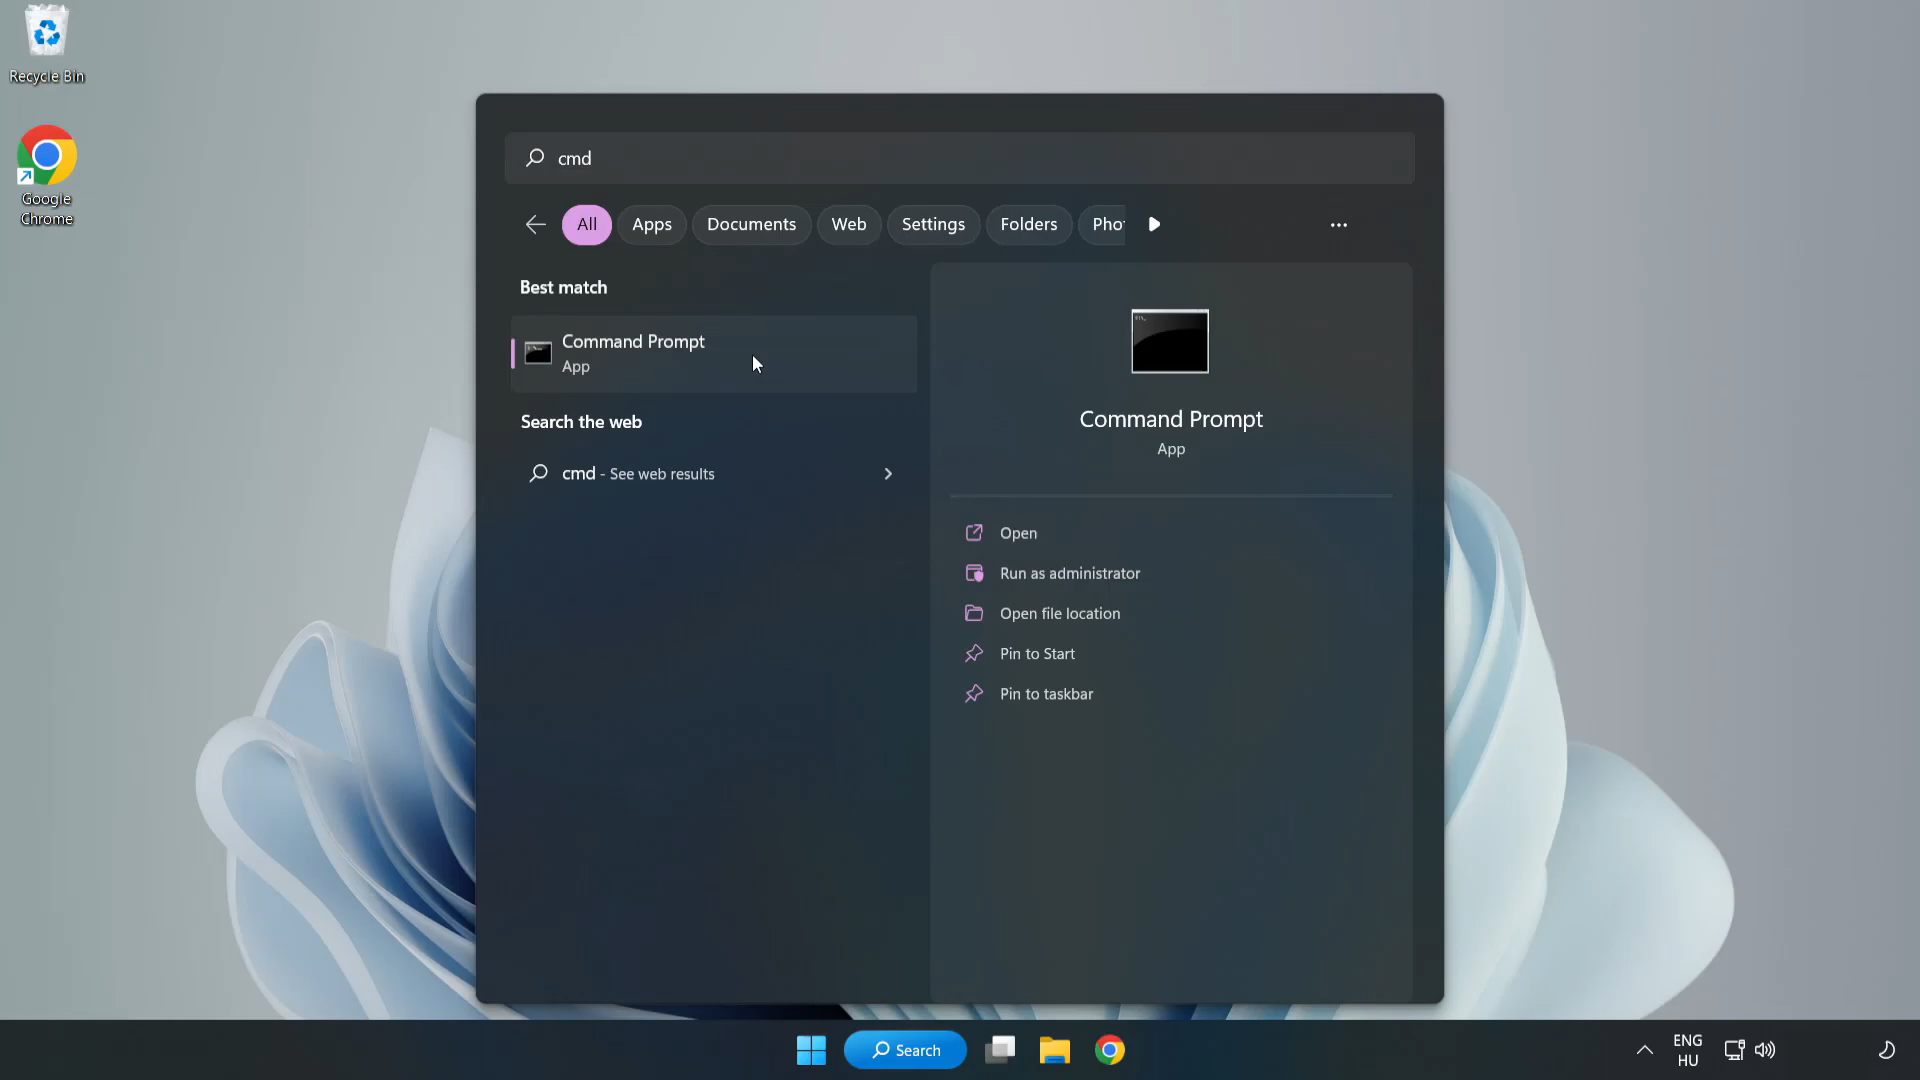 Recycle Bin
Google
Chrome
cmd
All
Apps
Documents
Web
Settings
Folders
Pho
Best match
Command Prompt
App
Search the web
cmd - See web results
Command Prompt
App
Open
Run as administrator
Open file location
Pin to Start
Pin to taskbar
Search
ENG
HU